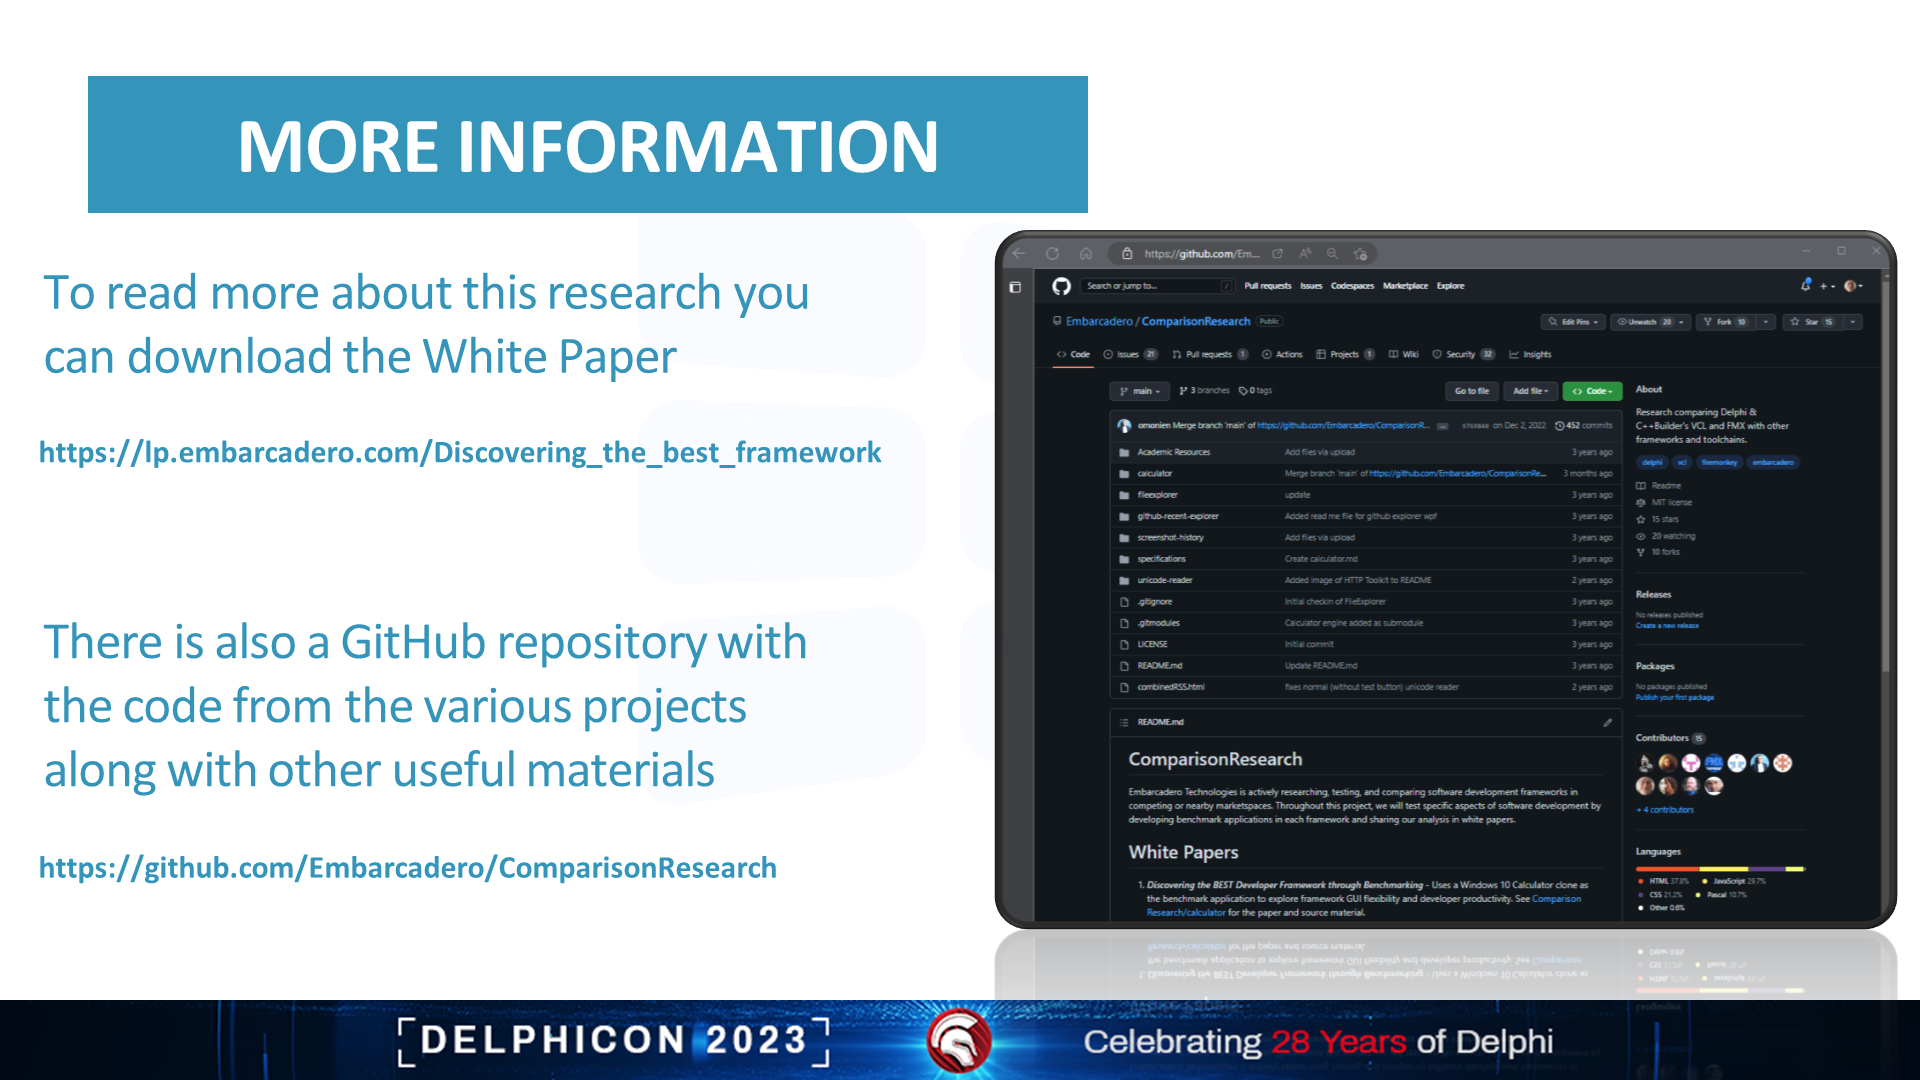 MORE INFORMATION
To read more about this research you
can download the White Paper
https://lp.embarcadero.com/Discovering_the_best_framework
There is also a GitHub repository with
the code from the various projects
along with other useful materials
https://github.com/Embarcadero/ComparisonResearch
https://github.com/Em...
Search or jump to... /
Pull requests Issues Codespaces Marketplace Explore
Embarcadero / ComparisonResearch Public
Edit Pins Unwatch 20 Fork 10 Star 15
Code Issues 21 Pull requests 1 Actions Projects 1 Wiki Security 32 Insights
main 3 branches 0 tags Go to file Add file Code
omonien Merge branch 'main' of https://github.com/Embarcadero/ComparisonR... on Dec 2, 2022 452 commits
Academic Resources Add files via upload 3 years ago
calculator Merge branch 'main' of https://github.com/Embarcadero/ComparisonRe... 3 months ago
fileexplorer update 3 years ago
github-recent-explorer Added read me file for github explorer wpf 3 years ago
screenshot-history Add files via upload 3 years ago
specifications Create calculator.md 3 years ago
unicode-reader Added image of HTTP Toolkit to README 2 years ago
.gitignore Initial checkin of FileExplorer 3 years ago
.gitmodules Calculator engine added as submodule 3 years ago
LICENSE Initial commit 3 years ago
README.md Update README.md 3 years ago
combinedRSS.html fixes normal (without test button) unicode reader 2 years ago
README.md
ComparisonResearch
Embarcadero Technologies is actively researching, testing, and comparing software development frameworks in
competing or nearby marketspaces. Throughout this project, we will test specific aspects of software development by
developing benchmark applications in each framework and sharing our analysis in white papers.
White Papers
1. Discovering the BEST Developer Framework through Benchmarking - Uses a Windows 10 Calculator clone as
the benchmark application to explore framework GUI flexibility and developer productivity. See Comparison
Research/calculator for the paper and source material.
About
Research comparing Delphi &
C++Builder's VCL and FMX with other
frameworks and toolchains.
delphi vcl firemonkey embarcadero
Readme
MIT license
15 stars
20 watching
10 forks
Releases
No releases published
Create a new release
Packages
No packages published
Publish your first package
Contributors 15
+ 4 contributors
Languages
HTML 37.8% JavaScript 29.7%
CSS 21.2% Pascal 10.7%
Other 0.6%
DELPHICON 2023
Celebrating 28 Years of Delphi